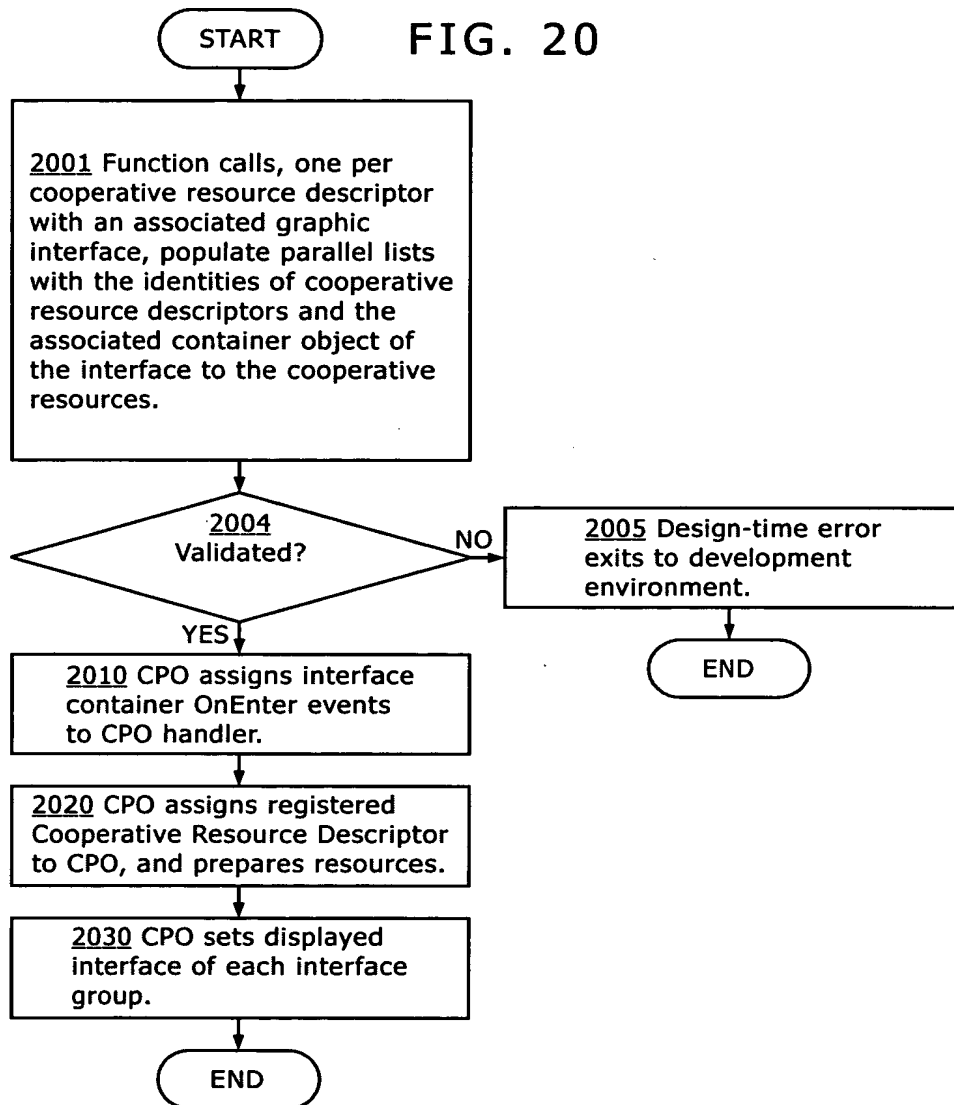 START
FIG. 20
2001 Function calls, one per
cooperative resource descriptor
with an associated graphic
interface, populate parallel lists
with the identities of cooperative
resource descriptors and the
associated container object of
the interface to the cooperative
resources.
2004
Validated?
NO
2005 Design-time error
exits to development
environment.
END
YES
2010 CPO assigns interface
container OnEnter events
to CPO handler.
2020 CPO assigns registered
Cooperative Resource Descriptor
to CPO, and prepares resources.
2030 CPO sets displayed
interface of each interface
group.
END